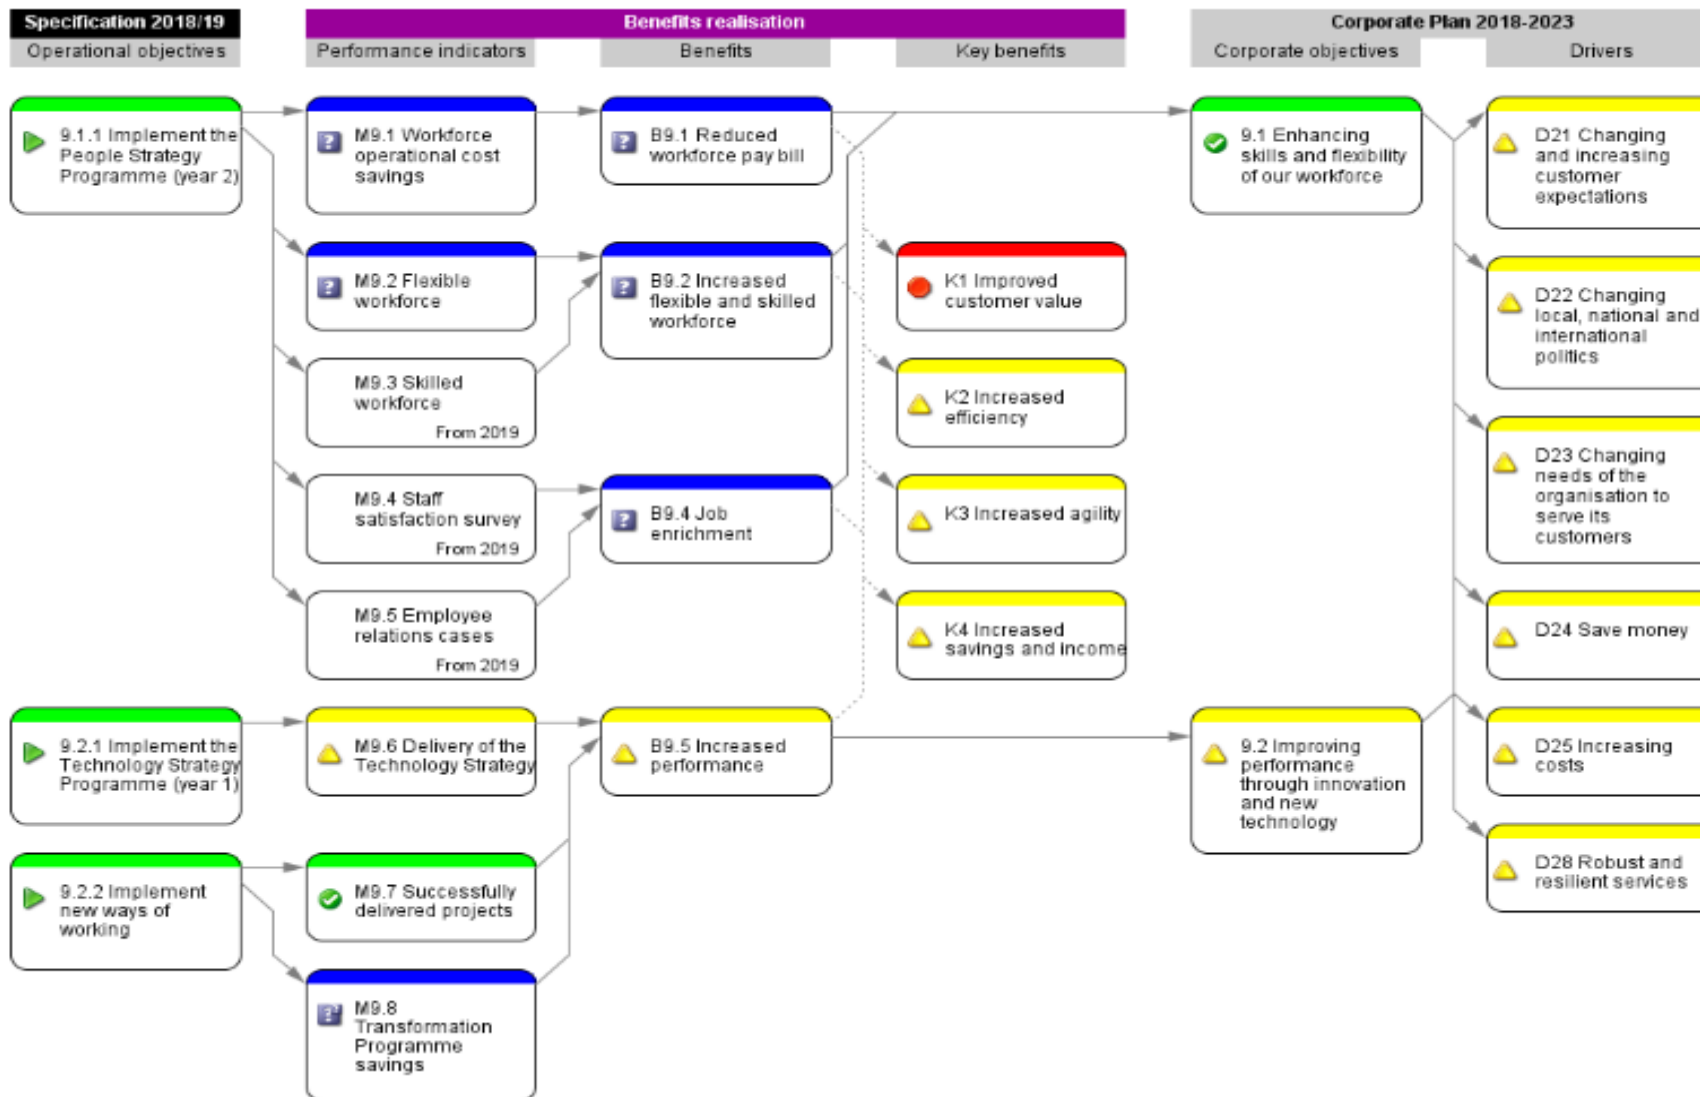 Specification 2018/19
Benefits realisation
Corporate Plan 2018-2023
Operational objectives
Performance indicators
Benefits
Key benefits
Corporate objectives
Drivers
9.1.1 Implement the
People Strategy
Programme (year 2)
M9.1 Workforce
operational cost
savings
B9.1 Reduced
workforce pay bill
9.1 Enhancing
skills and flexibility
of our workforce
D21 Changing
and increasing
customer
expectations
M9.2 Flexible
workforce
B9.2 Increased
flexible and skilled
workforce
K1 Improved
customer value
D22 Changing
local, national and
international
politics
M9.3 Skilled
workforce
From 2019
K2 Increased
efficiency
D23 Changing
needs of the
organisation to
serve its
customers
M9.4 Staff
satisfaction survey
From 2019
B9.4 Job
enrichment
K3 Increased agility
M9.5 Employee
relations cases
From 2019
K4 Increased
savings and income
D24 Save money
9.2.1 Implement the
Technology Strategy
Programme (year 1)
M9.6 Delivery of the
Technology Strategy
B9.5 Increased
performance
9.2 Improving
performance
through innovation
and new
technology
D25 Increasing
costs
9.2.2 Implement
new ways of
working
M9.7 Successfully
delivered projects
D28 Robust and
resilient services
M9.8
Transformation
Programme
savings